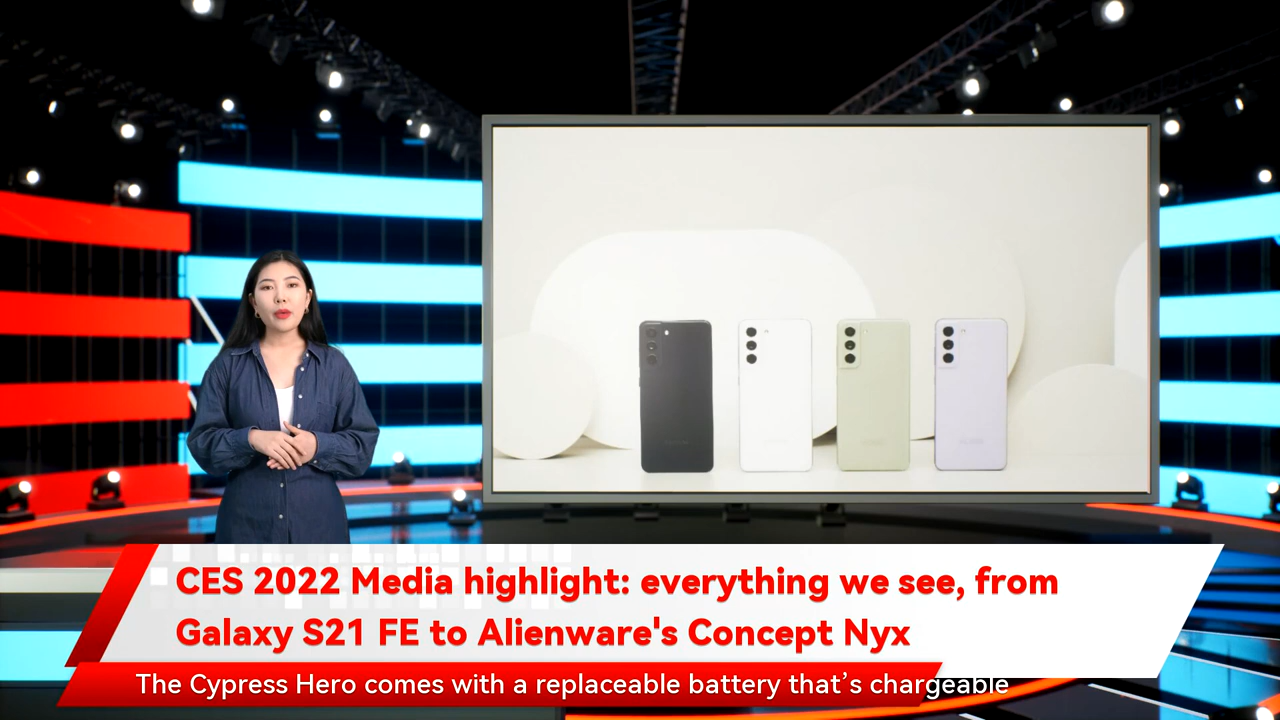 CES 2022 Media highlight: everything we see, from
Galaxy S21 FE to Alienware's Concept Nyx
The Cypress Hero comes with a replaceable battery that’s chargeable